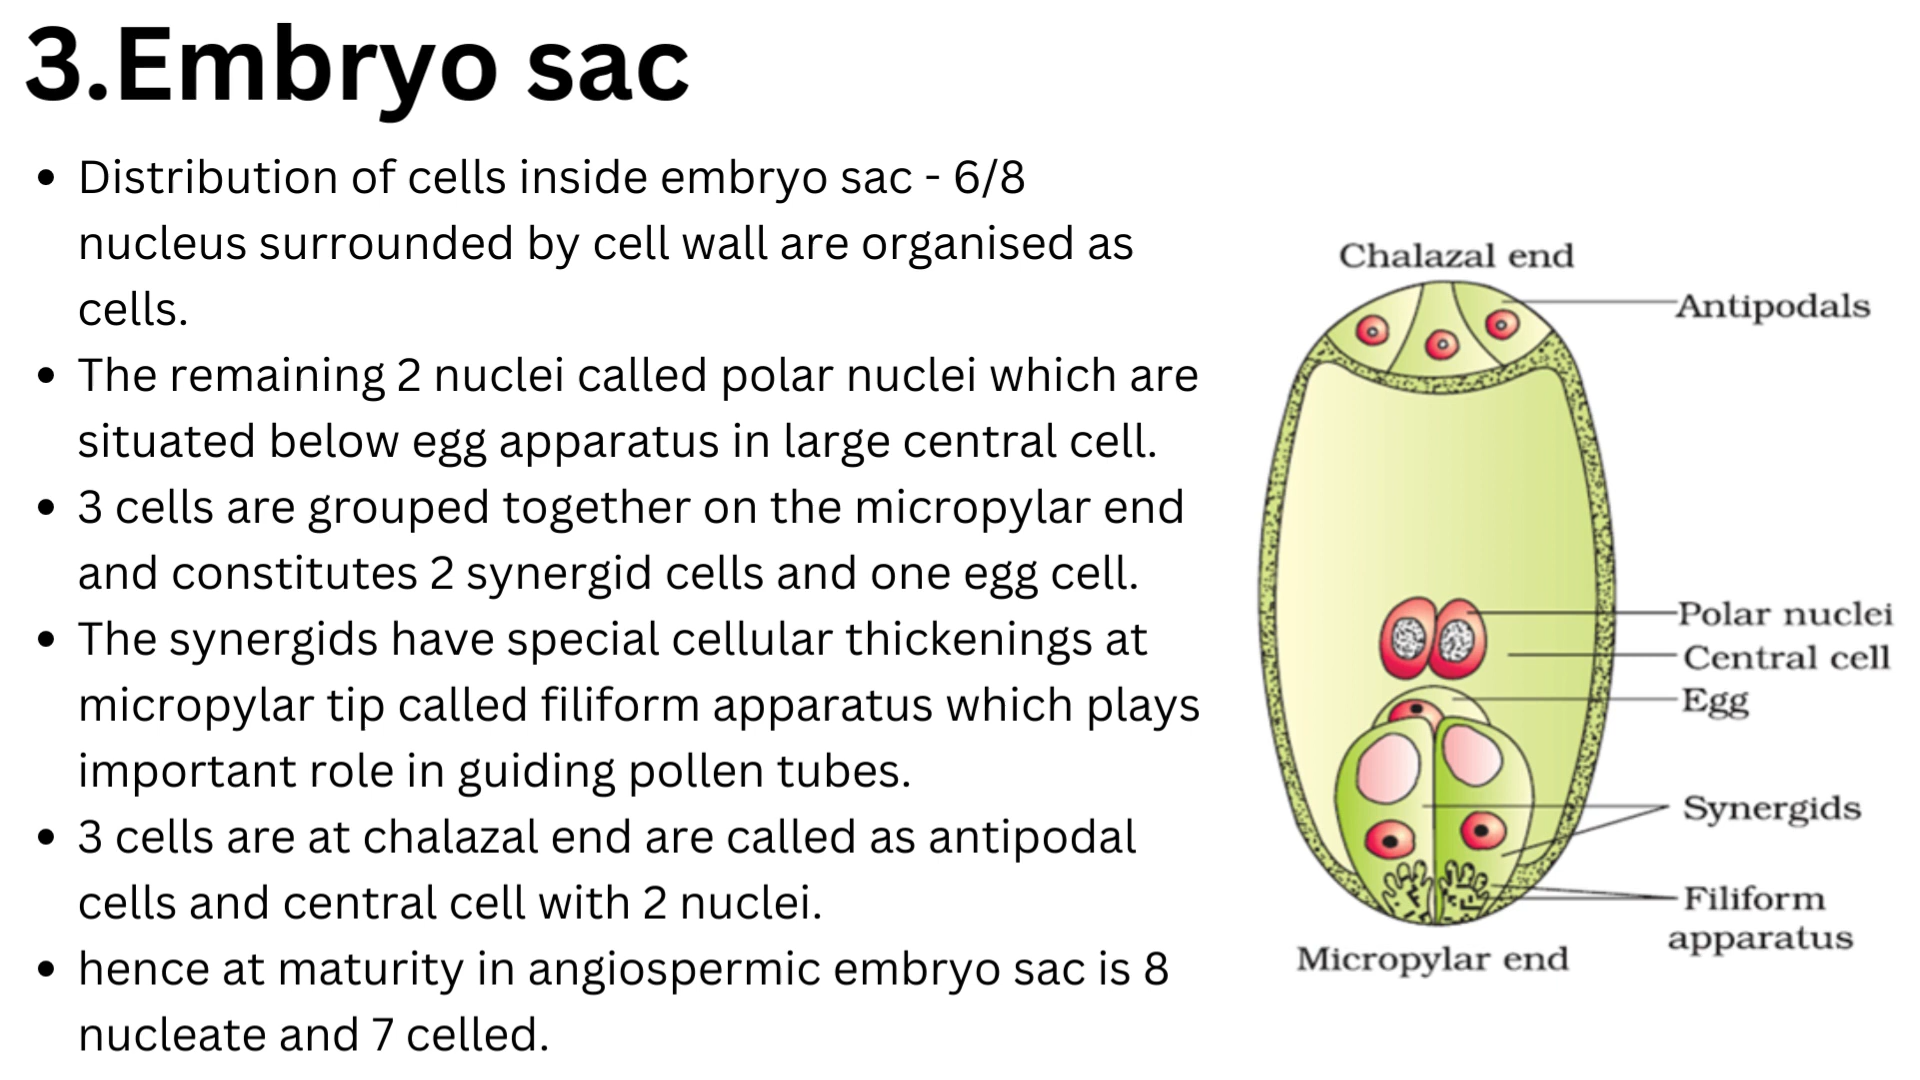 3.Embryo sac
• Distribution of cells inside embryo sac - 6/8
nucleus surrounded by cell wall are organised as
cells.
• The remaining 2 nuclei called polar nuclei which are
situated below egg apparatus in large central cell.
• 3 cells are grouped together on the micropylar end
and constitutes 2 synergid cells and one egg cell.
• The synergids have special cellular thickenings at
micropylar tip called filiform apparatus which plays
important role in guiding pollen tubes.
• 3 cells are at chalazal end are called as antipodal
cells and central cell with 2 nuclei.
• hence at maturity in angiospermic embryo sac is 8
nucleate and 7 celled.
Chalazal end
Antipodals
Polar nuclei
Central cell
Egg
Synergids
Filiform
apparatus
Micropylar end